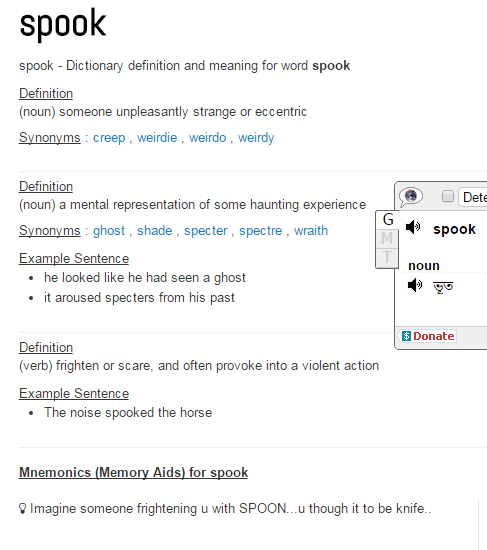 spook
spook - Dictionary definition and meaning for word spook
Definition
(noun) someone unpleasantly strange or eccentric
Synonyms : creep , weirdie , weirdo , weirdy
Definition
(noun) a mental representation of some haunting experience
Synonyms : ghost , shade , specter , spectre , wraith
Example Sentence
• he looked like he had seen a ghost
• it aroused specters from his past
Definition
(verb) frighten or scare, and often provoke into a violent action
Example Sentence
• The noise spooked the horse
Mnemonics (Memory Aids) for spook
Imagine someone frightening u with SPOON...u though it to be knife..
Dete
G
M
T
spook
noun
ভূত
$ Donate